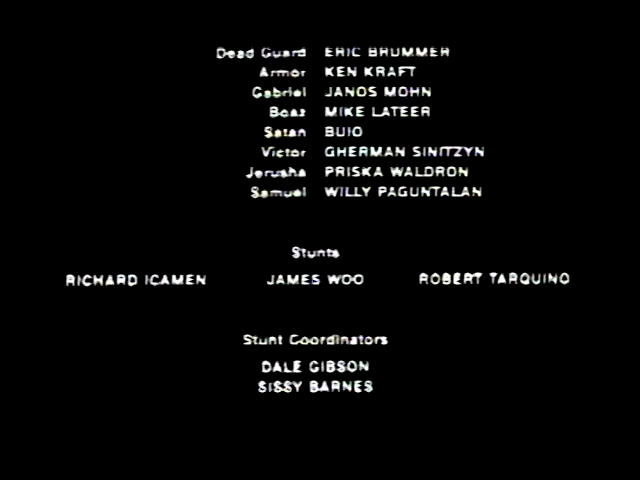 Dead Guard ERIC BRUMMER
Armor KEN KRAFT
Gabriel JANOS MOHN
Boaz MIKE LATEER
Satan BUIO
Victor GHERMAN SINITZYN
Jerusha PRISKA WALDRON
Samuel WILLY PAGUNTALAN
Stunts
RICHARD ICAMEN JAMES WOO ROBERT TARQUINO
Stunt Coordinators
DALE GIBSON
SISSY BARNES